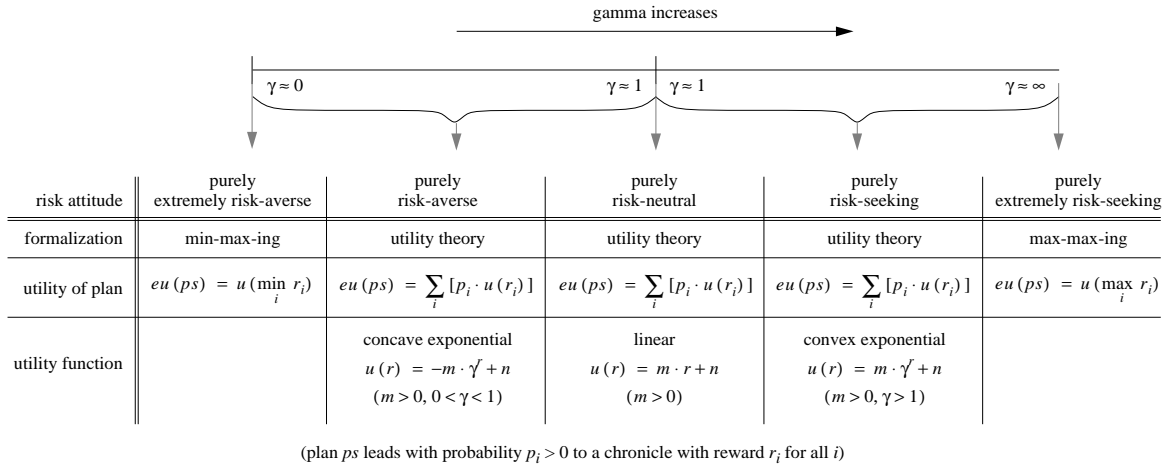 gamma increases
γ ≈ 0 γ ≈ 1 γ ≈ 1 γ ≈ ∞
purely purely purely purely purely
risk attitude extremely risk-averse risk-averse risk-neutral risk-seeking extremely risk-seeking
formalization min-max-ing utility theory utility theory utility theory max-max-ing
utility of plan eu(ps) = u(min_i r_i) eu(ps) = ∑_i [p_i · u(r_i)] eu(ps) = ∑_i [p_i · u(r_i)] eu(ps) = ∑_i [p_i · u(r_i)] eu(ps) = u(max_i r_i)
concave exponential linear convex exponential
utility function u(r) = −m · γ^r + n u(r) = m · r + n u(r) = m · γ^r + n
(m > 0, 0 < γ < 1) (m > 0) (m > 0, γ > 1)
(plan ps leads with probability p_i > 0 to a chronicle with reward r_i for all i)